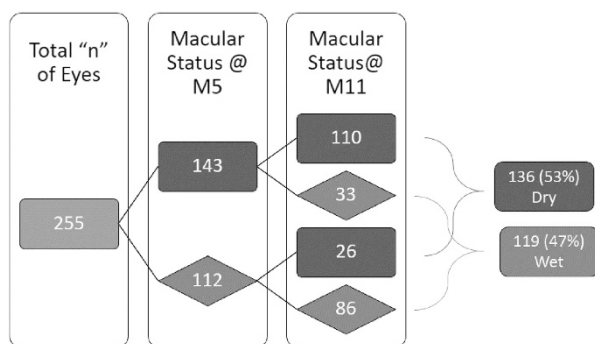 Total “n”
of Eyes
Macular
Status @
M5
Macular
Status@
M11
255
143
112
110
33
26
86
136 (53%)
Dry
119 (47%)
Wet